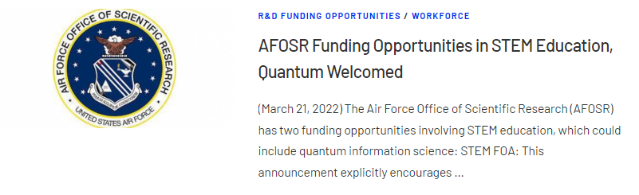 AIR FORCE OFFICE OF SCIENTIFIC RESEARCH
UNITED STATES AIR FORCE
R&D FUNDING OPPORTUNITIES / WORKFORCE
AFOSR Funding Opportunities in STEM Education,
Quantum Welcomed
(March 21, 2022) The Air Force Office of Scientific Research (AFOSR)
has two funding opportunities involving STEM education, which could
include quantum information science: STEM FOA: This
announcement explicitly encourages ...